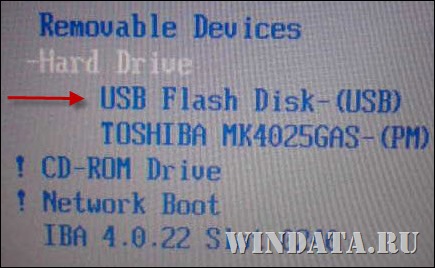 Removable Devices
-Hard Drive
USB Flash Disk-(USB)
TOSHIBA MK4025GAS-(PM)
! CD-ROM Drive
! Network Boot
IBA 4.0.22
WINDATA.RU